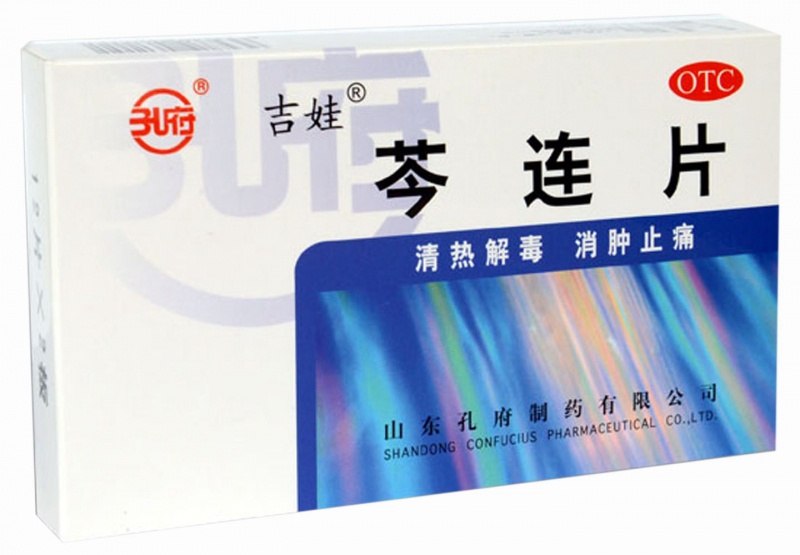 孔府®
吉娃®
OTC
芩连片
清热解毒 消肿止痛
山东孔府制药有限公司
SHANDONG CONFUCIUS PHARMACEUTICAL CO.,LTD.